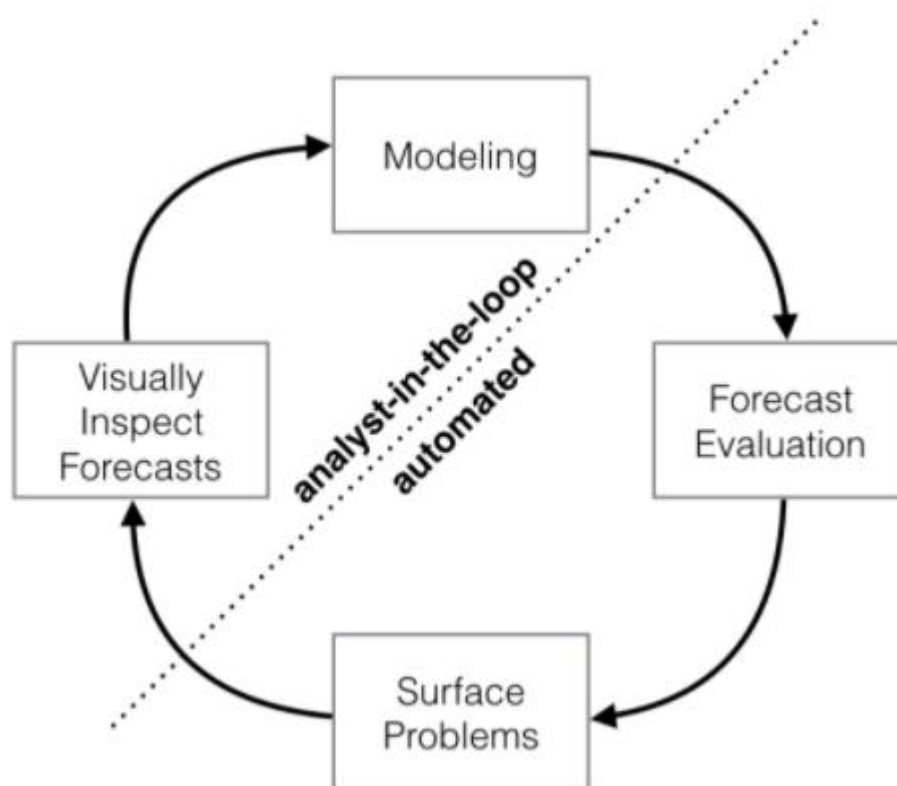 Modeling
Visually
Inspect
Forecasts
analyst-in-the-loop
automated
Forecast
Evaluation
Surface
Problems